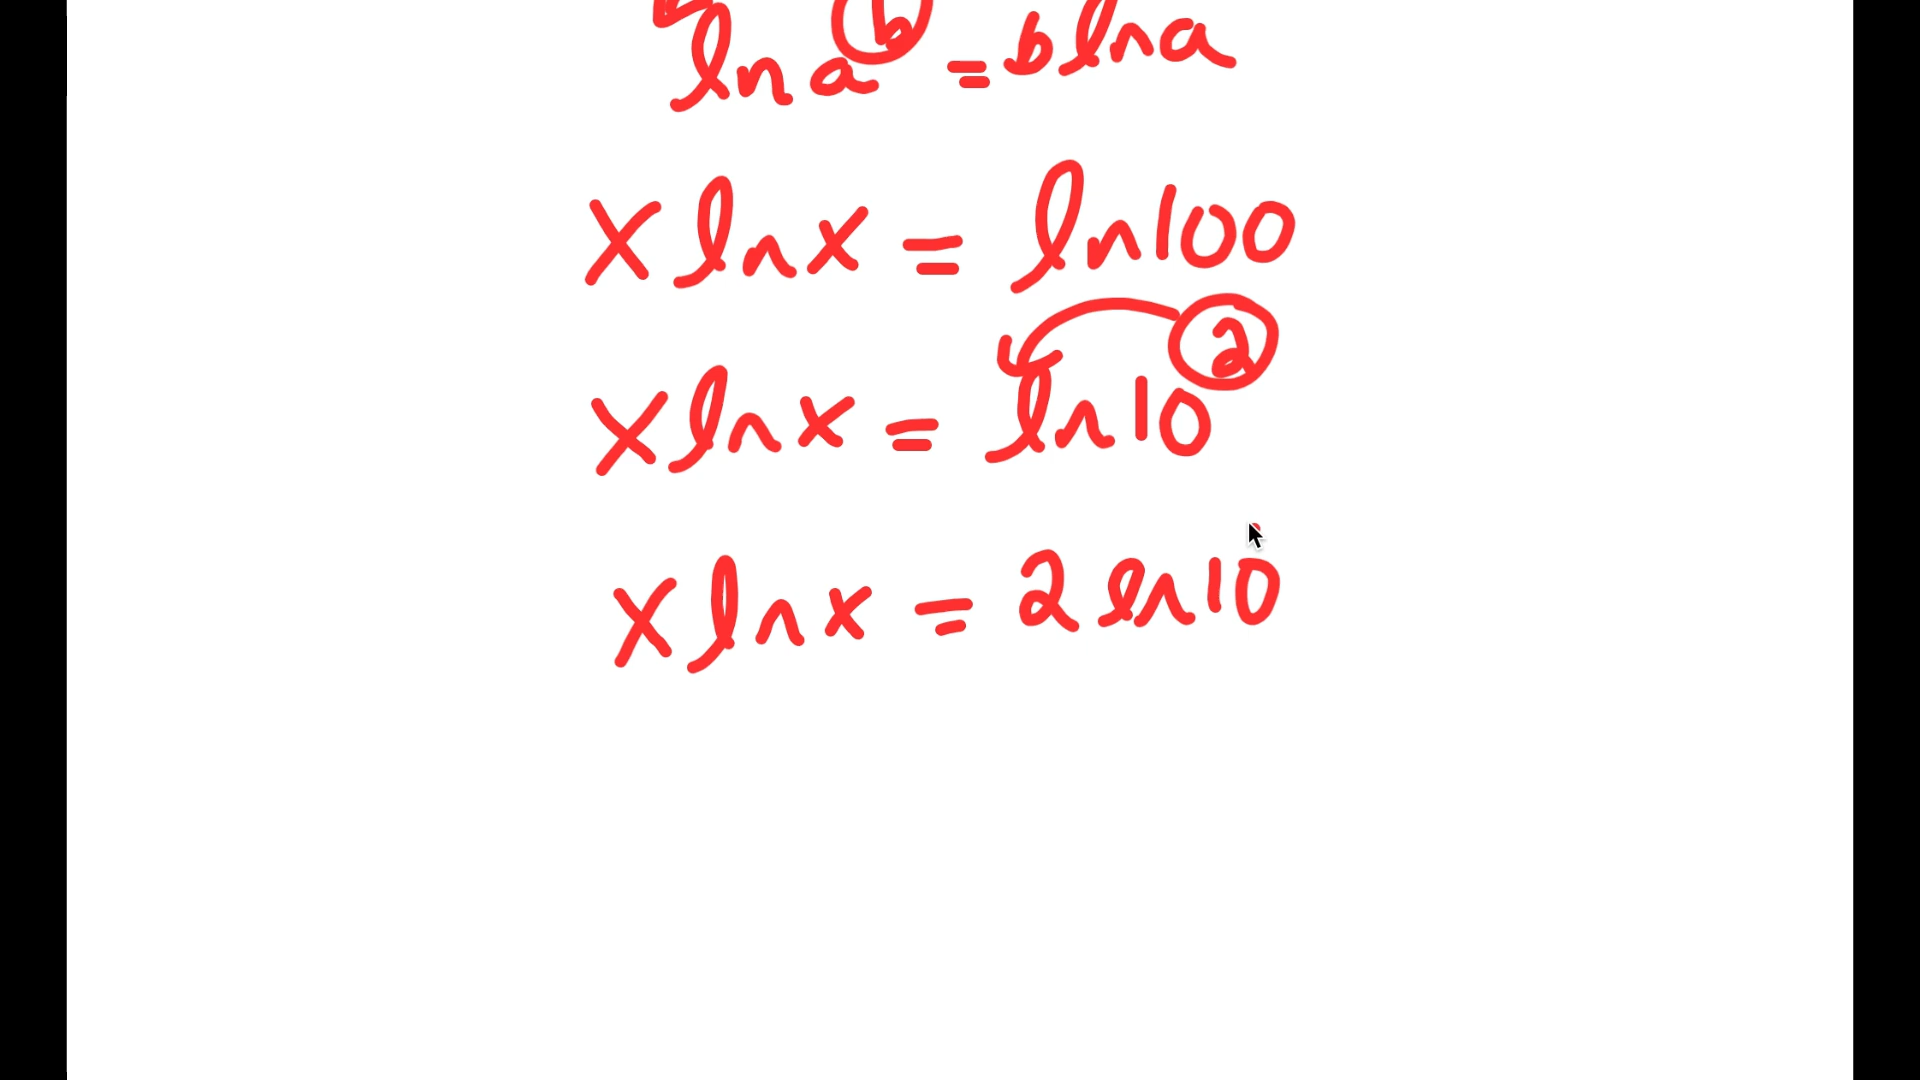 ln a^b = b ln a
x ln x = ln 100
x ln x = ln 10^2
x ln x = 2 ln 10